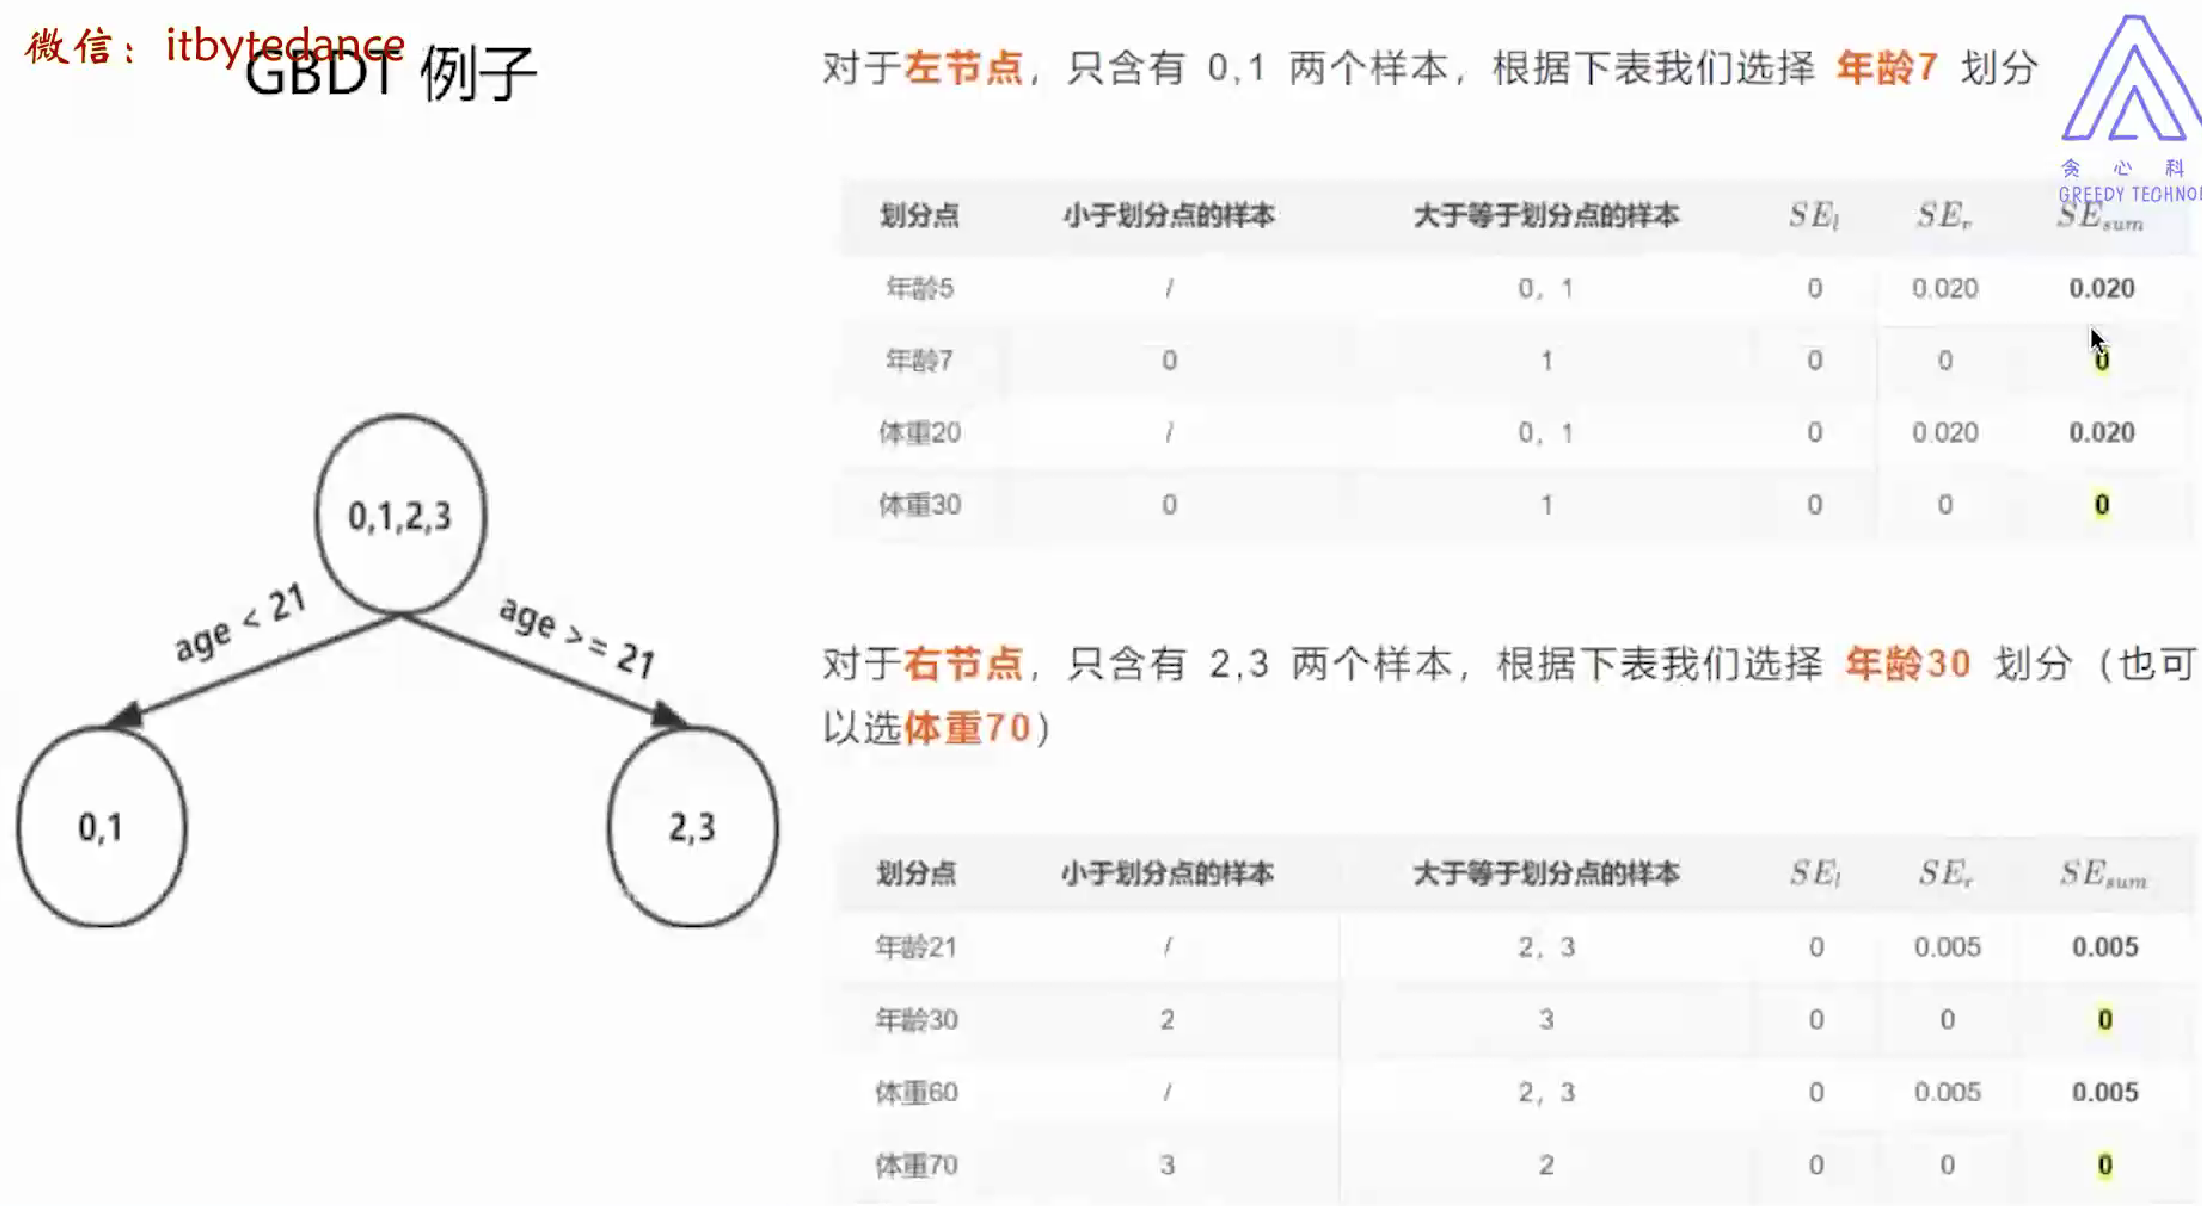 微信：itbytedance
GBDT 例子
贪 心 科
GREEDY TECHNO
对于左节点，只含有 0,1 两个样本，根据下表我们选择 年龄7 划分
划分点 小于划分点的样本 大于等于划分点的样本 SE_l SE_r SE_sum
年龄5 / 0, 1 0 0.020 0.020
年龄7 0 1 0 0 0
体重20 / 0, 1 0 0.020 0.020
体重30 0 1 0 0 0
0,1,2,3
age < 21
age >= 21
0,1
2,3
对于右节点，只含有 2,3 两个样本，根据下表我们选择 年龄30 划分（也可
以选体重70）
划分点 小于划分点的样本 大于等于划分点的样本 SE_l SE_r SE_sum
年龄21 / 2, 3 0 0.005 0.005
年龄30 2 3 0 0 0
体重60 / 2, 3 0 0.005 0.005
体重70 3 2 0 0 0